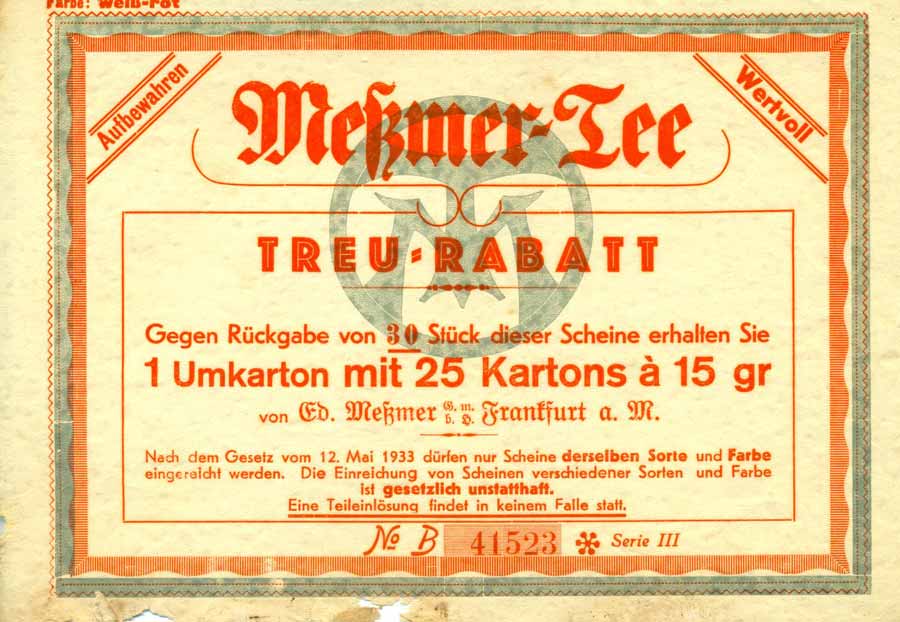 Farbe: Weiß-rot
Aufbewahren
Wertvoll
Meßmer-Tee
TREU-RABATT
Gegen Rückgabe von 30 Stück dieser Scheine erhalten Sie
1 Umkarton mit 25 Kartons à 15 gr
von Ed. Meßmer G. m. b. H. Frankfurt a. M.
Nach dem Gesetz vom 12. Mai 1933 dürfen nur Scheine derselben Sorte und Farbe
eingereicht werden. Die Einreichung von Scheinen verschiedener Sorten und Farbe
ist gesetzlich unstatthaft.
Eine Teileinlösung findet in keinem Falle statt.
No B 41523 Serie III